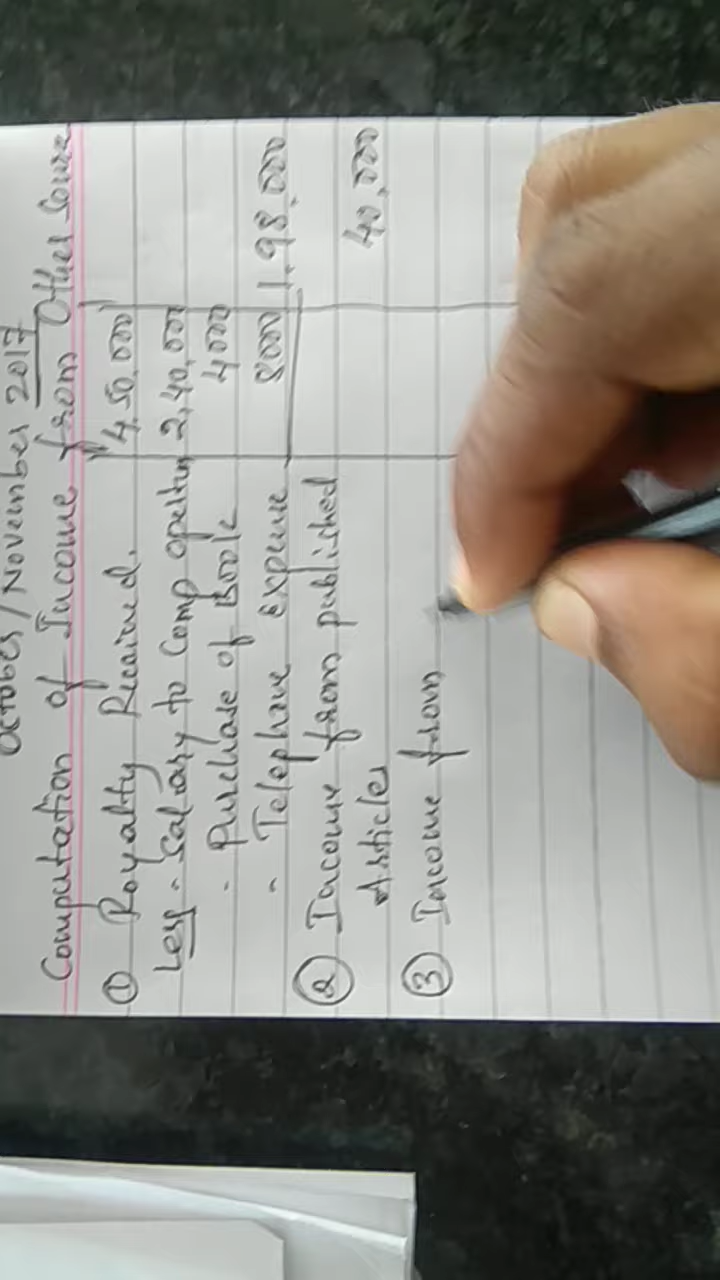 October/November 2017
Computation of Income from Other Source
① Royalty Received. 4,50,000
Less - Salary to Comp opeltun 2,40,000
- Purchase of Book 4000
- Telephone Expense 8000 1,98,000
② Income from published
Articles 40,000
③ Income from